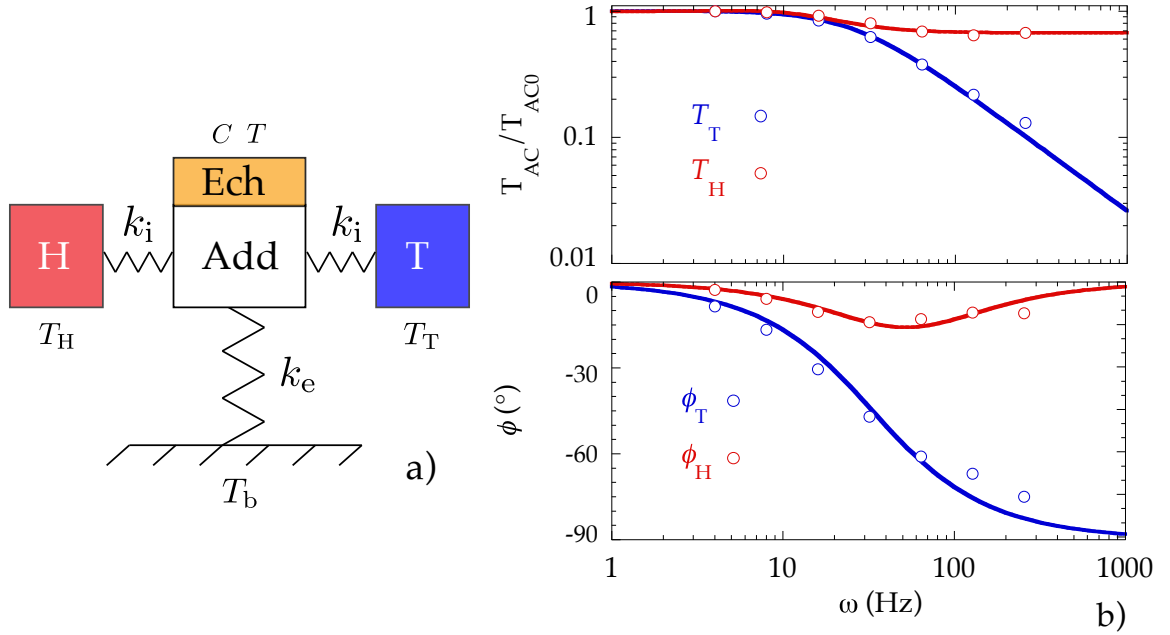 C T
Ech
H
k_i
Add
k_i
T
T_H
T_T
k_e
T_b
a)
T_AC/T_AC0
1
0.1
0.01
T_T
T_H
ϕ (°)
0
-30
-60
-90
ϕ_T
ϕ_H
1
10
100
1000
ω (Hz)
b)